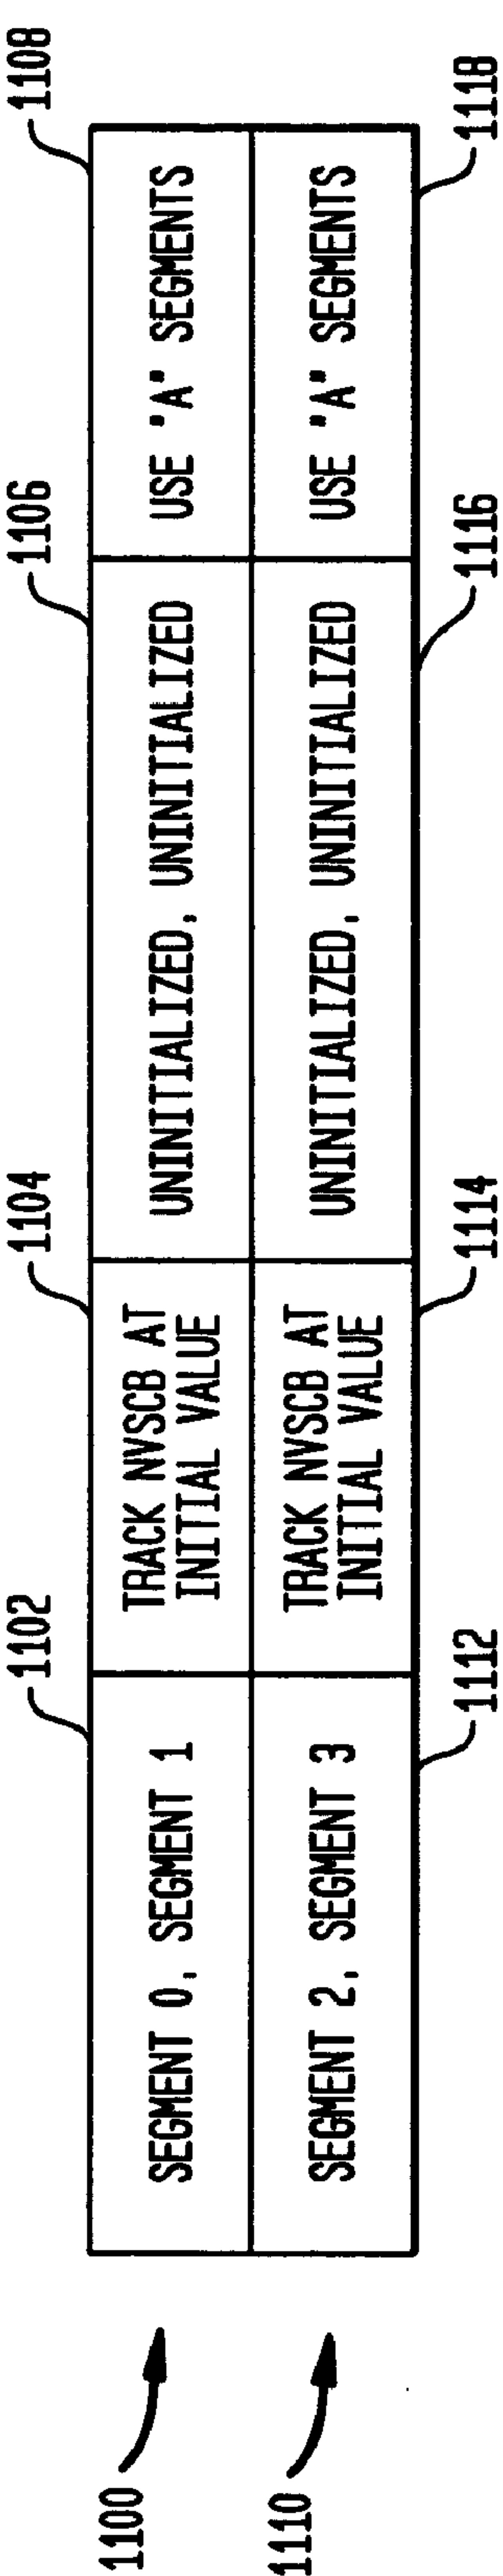 1102
1104
1106
1108
1100
SEGMENT 0, SEGMENT 1
TRACK NVSCB AT
INITIAL VALUE
UNINITIALIZED, UNINITIALIZED
USE "A" SEGMENTS
1110
SEGMENT 2, SEGMENT 3
TRACK NVSCB AT
INITIAL VALUE
UNINITIALIZED, UNINITIALIZED
USE "A" SEGMENTS
1112
1114
1116
1118